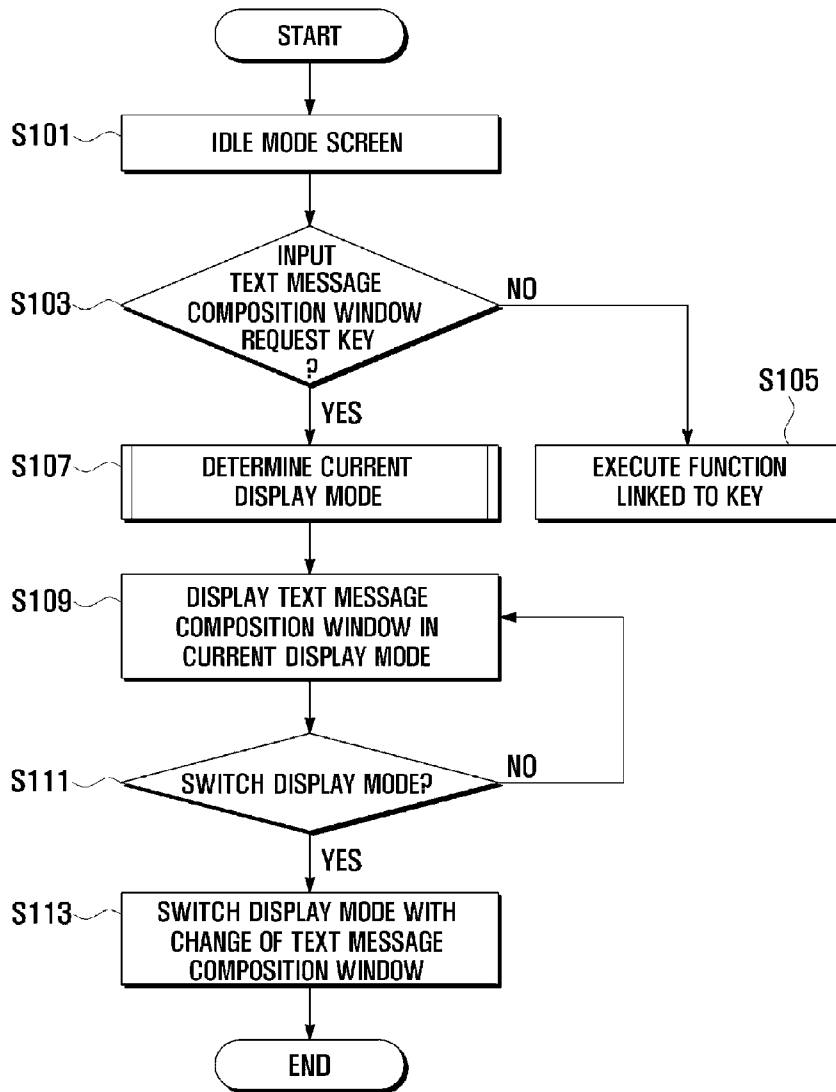 START
S101
IDLE MODE SCREEN
INPUT
TEXT MESSAGE
COMPOSITION WINDOW
REQUEST KEY
?
S103
NO
YES
S105
EXECUTE FUNCTION
LINKED TO KEY
S107
DETERMINE CURRENT
DISPLAY MODE
S109
DISPLAY TEXT MESSAGE
COMPOSITION WINDOW IN
CURRENT DISPLAY MODE
S111
SWITCH DISPLAY MODE?
NO
YES
S113
SWITCH DISPLAY MODE WITH
CHANGE OF TEXT MESSAGE
COMPOSITION WINDOW
END